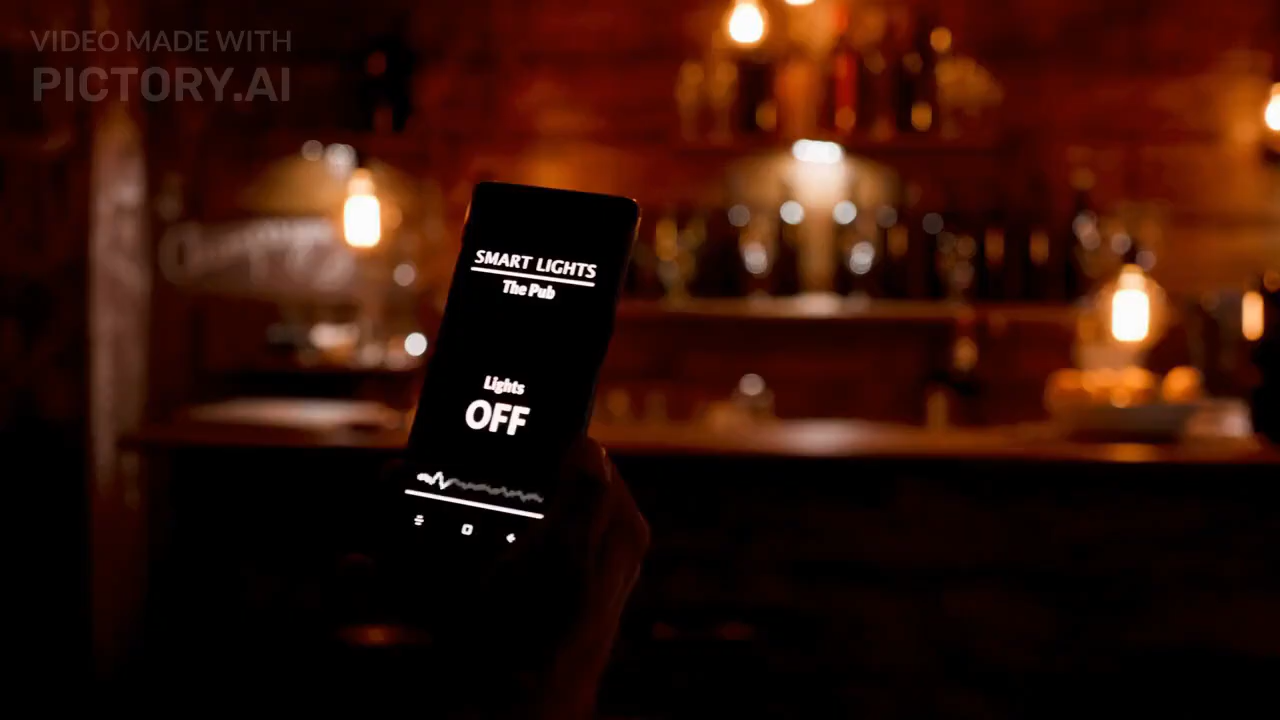 VIDEO MADE WITH
PICTORY.AI
SMART LIGHTS
The Pub
Lights
OFF